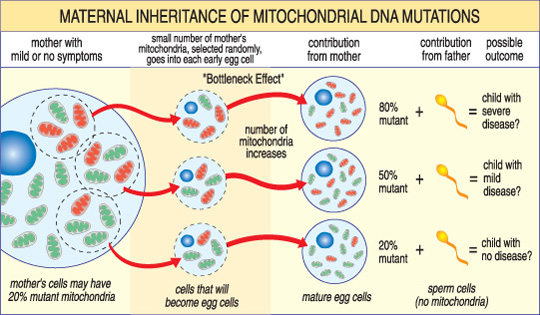 MATERNAL INHERITANCE OF MITOCHONDRIAL DNA MUTATIONS
mother with
mild or no symptoms
small number of mother's
mitochondria, selected randomly,
goes into each early egg cell
contribution
from mother
contribution
from father
possible
outcome
"Bottleneck Effect"
number of
mitochondria
increases
80%
mutant
+
=
child with
severe
disease?
50%
mutant
+
=
child with
mild
disease?
20%
mutant
+
=
child with
no disease?
mother's cells may have
20% mutant mitochondria
cells that will
become egg cells
mature egg cells
sperm cells
(no mitochondria)